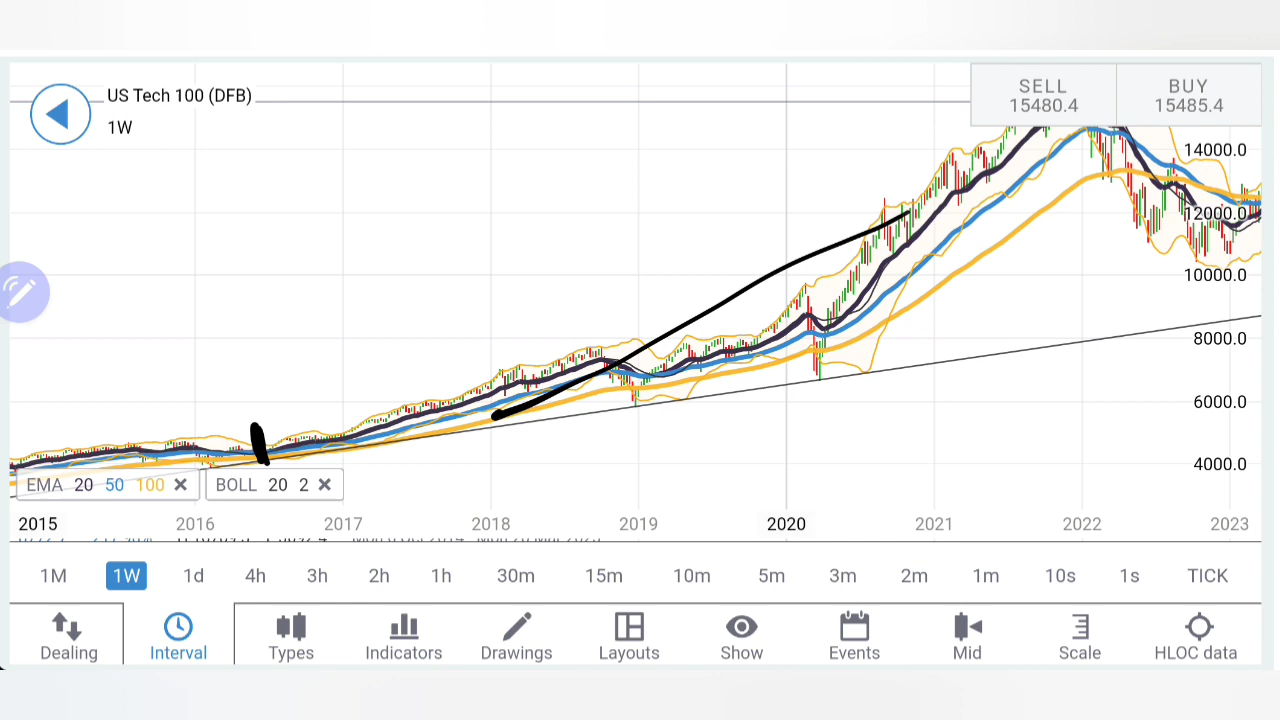 US Tech 100 (DFB)
1W
SELL
15480.4
BUY
15485.4
14000.0
12000.0
10000.0
8000.0
6000.0
4000.0
EMA 20 50 100
BOLL 20 2
2015 2016 2017 2018 2019 2020 2021 2022 2023
1M 1W 1d 4h 3h 2h 1h 30m 15m 10m 5m 3m 2m 1m 10s 1s TICK
Dealing Interval Types Indicators Drawings Layouts Show Events Mid Scale HLOC data